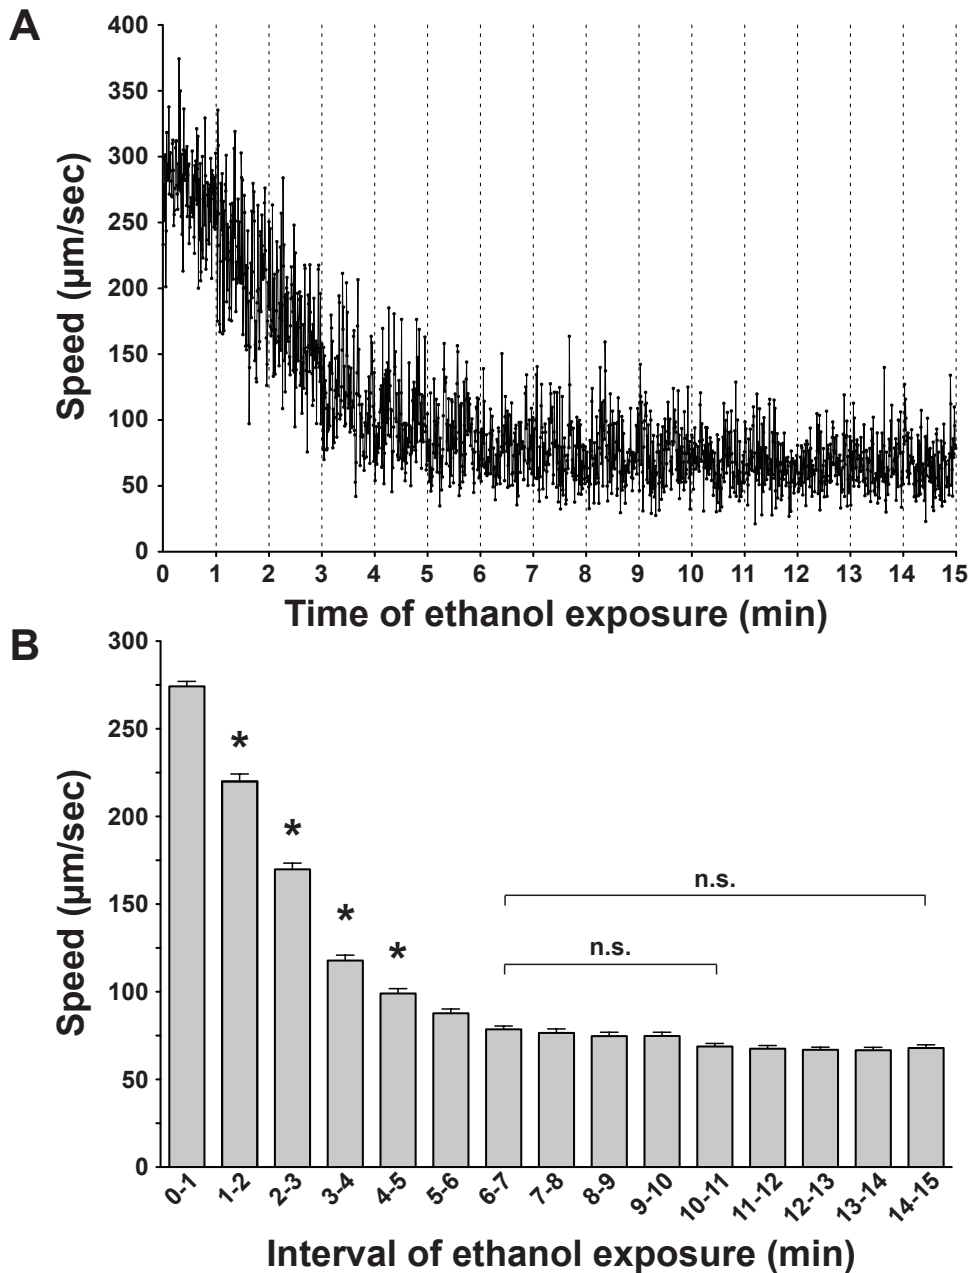 A
400
350
300
250
200
150
100
50
0
Speed (µm/sec)
0 1 2 3 4 5 6 7 8 9 10 11 12 13 14 15
Time of ethanol exposure (min)
B
300
250
200
150
100
50
0
Speed (µm/sec)
*
*
*
*
n.s.
n.s.
0-1 1-2 2-3 3-4 4-5 5-6 6-7 7-8 8-9 9-10 10-11 11-12 12-13 13-14 14-15
Interval of ethanol exposure (min)